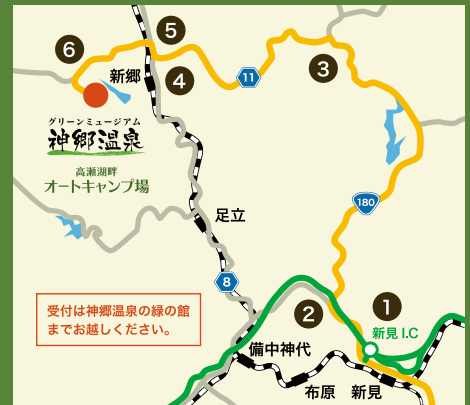 5
6
新郷
4
11
3
グリーンミュージアム
神郷温泉
高瀬湖畔
オートキャンプ場
180
足立
8
1
2
新見 I.C
受付は神郷温泉の緑の館
までお越しください。
備中神代
布原
新見